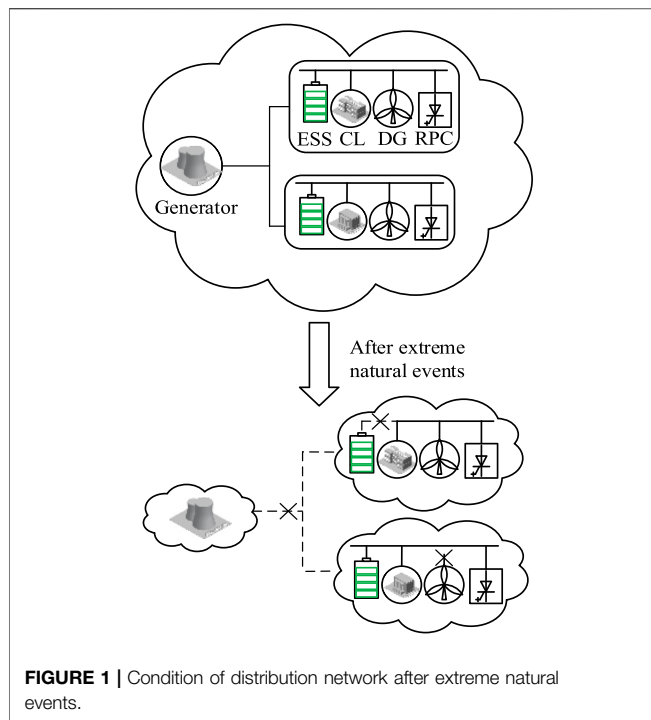 ESS CL DG RPC
Generator
After extreme
natural events
FIGURE 1 | Condition of distribution network after extreme natural
events.